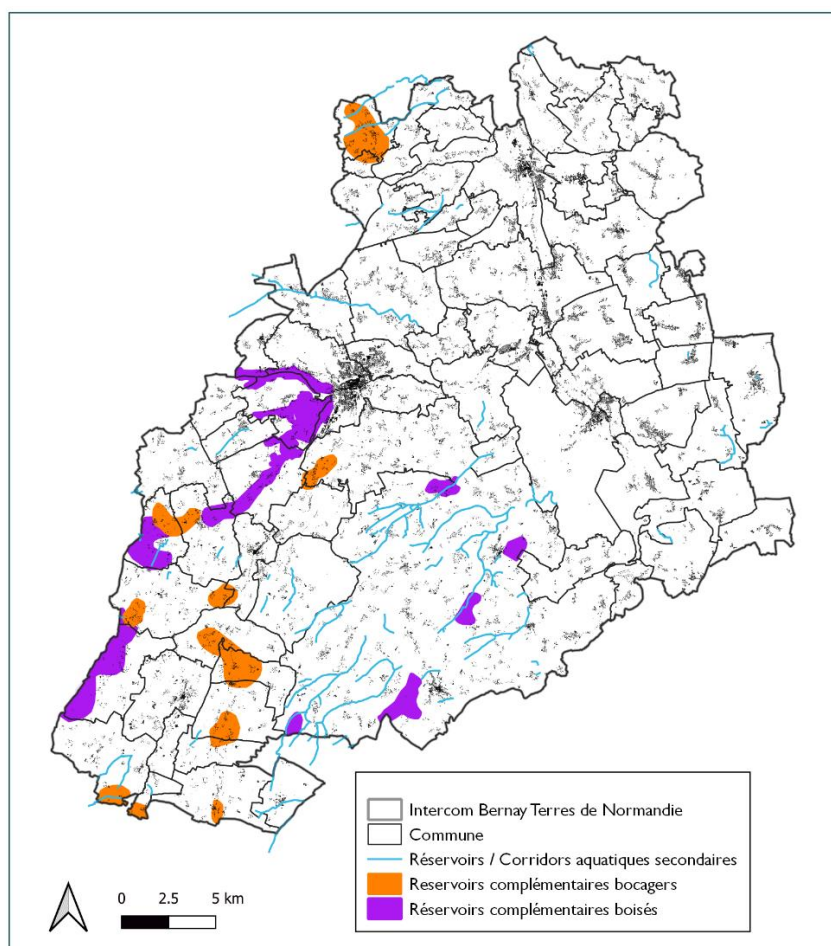 Intercom Bernay Terres de Normandie
Commune
Réservoirs / Corridors aquatiques secondaires
Reservoirs complémentaires bocagers
Réservoirs complémentaires boisés
0 2.5 5 km